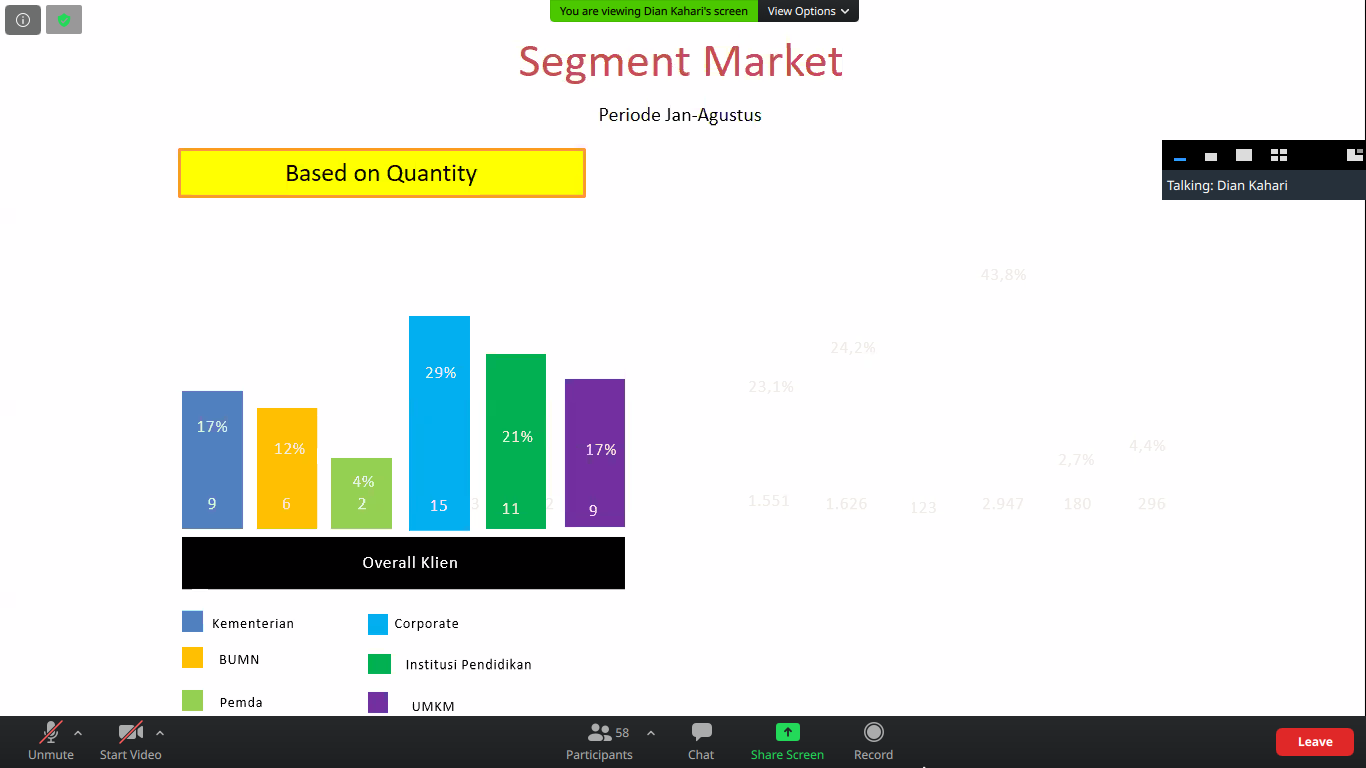 You are viewing Dian Kahari's screen View Options
Segment Market
Periode Jan-Agustus
Based on Quantity
Talking: Dian Kahari
43,8%
24,2%
23,1%
4,4%
2,7%
29%
17%
21%
12%
17%
4%
9
6
2
15
3
11
2
9
1.551
1.626
123
2.947
180
296
Overall Klien
Kementerian
Corporate
BUMN
Institusi Pendidikan
Pemda
UMKM
Unmute
Start Video
58
Participants
Chat
Share Screen
Record
Leave